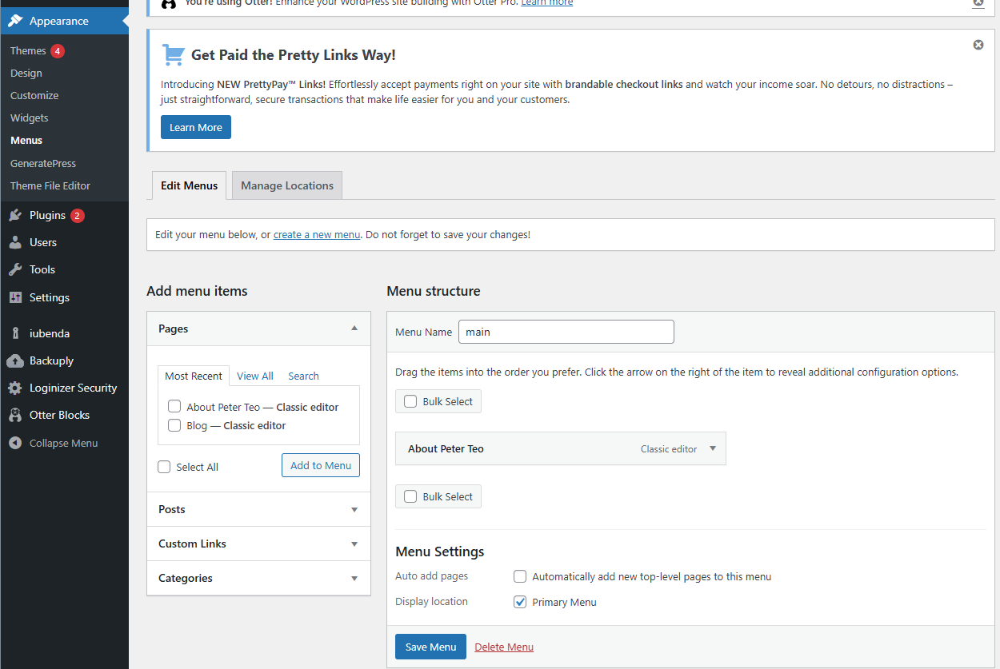 You're using Otter! Enhance your WordPress site building with Otter Pro. Learn more
Appearance
Themes 4
Design
Customize
Widgets
Menus
GeneratePress
Theme File Editor
Plugins 2
Users
Tools
Settings
iubenda
Backuply
Loginizer Security
Otter Blocks
Collapse Menu
Get Paid the Pretty Links Way!
Introducing NEW PrettyPay™ Links! Effortlessly accept payments right on your site with brandable checkout links and watch your income soar. No detours, no distractions –
just straightforward, secure transactions that make life easier for you and your customers.
Learn More
Edit Menus
Manage Locations
Edit your menu below, or create a new menu. Do not forget to save your changes!
Add menu items
Pages
Most Recent
View All
Search
About Peter Teo — Classic editor
Blog — Classic editor
Select All
Add to Menu
Posts
Custom Links
Categories
Menu structure
Menu Name main
Drag the items into the order you prefer. Click the arrow on the right of the item to reveal additional configuration options.
Bulk Select
About Peter Teo Classic editor
Bulk Select
Menu Settings
Auto add pages Automatically add new top-level pages to this menu
Display location Primary Menu
Save Menu Delete Menu